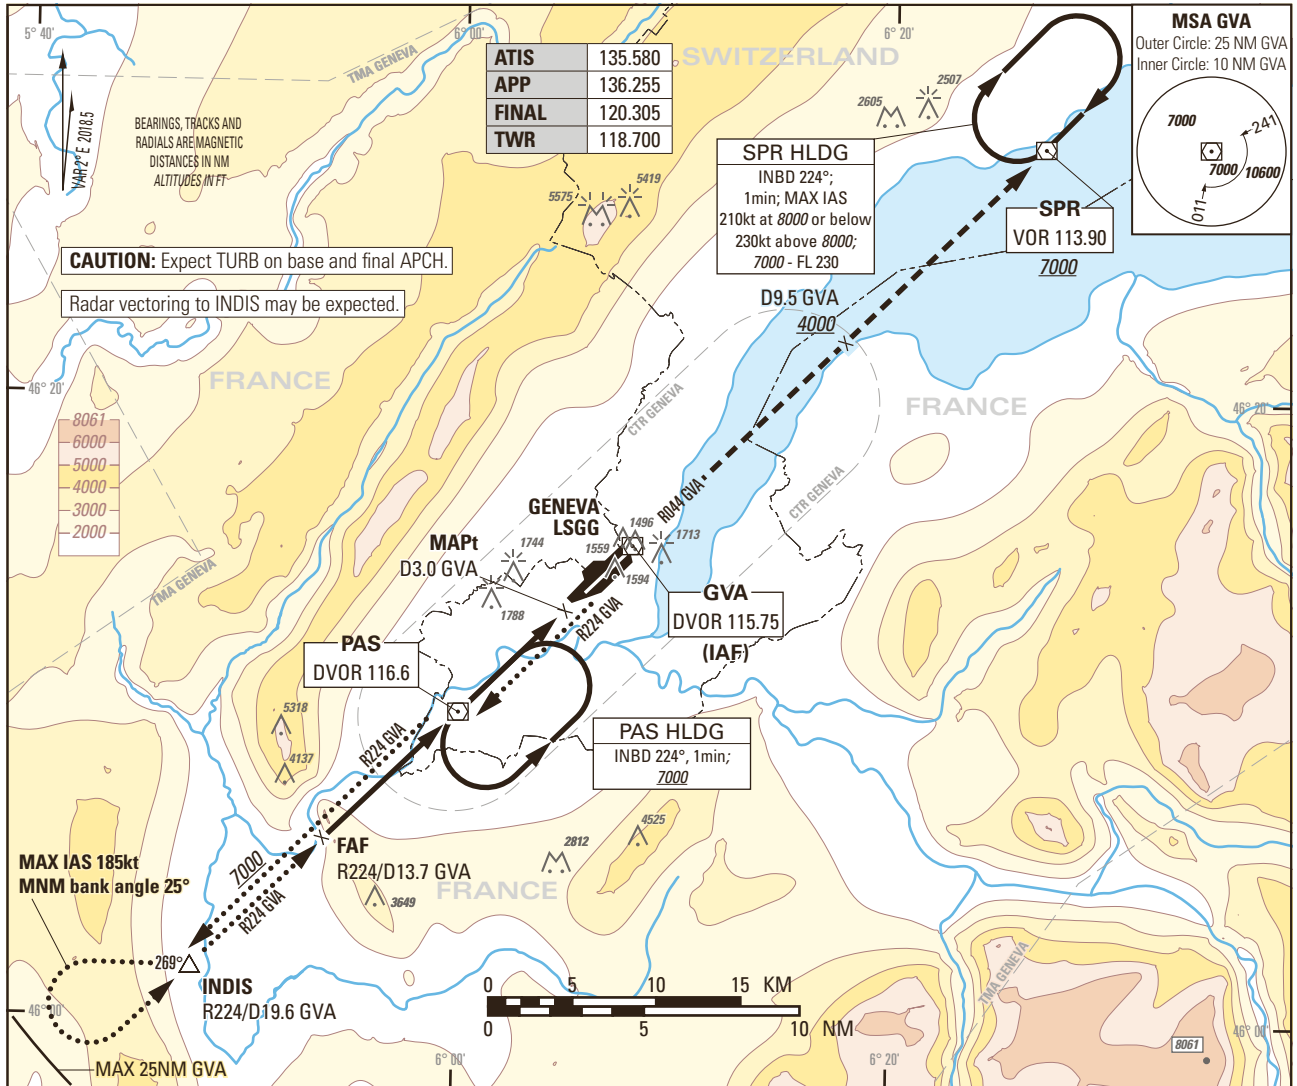 5° 40'
6° 00'
6° 20'
MSA GVA
Outer Circle: 25 NM GVA
Inner Circle: 10 NM GVA
7000
241
7000
10600
011
ATIS 135.580
APP 136.255
FINAL 120.305
TWR 118.700
SWITZERLAND
TMA GENEVA
VAR 2° E 2018.5
BEARINGS, TRACKS AND
RADIALS ARE MAGNETIC
DISTANCES IN NM
ALTITUDES IN FT
2605
2507
5575
5419
SPR HLDG
INBD 224°;
1min; MAX IAS
210kt at 8000 or below
230kt above 8000;
7000 - FL 230
SPR
VOR 113.90
7000
CAUTION: Expect TURB on base and final APCH.
Radar vectoring to INDIS may be expected.
D9.5 GVA
4000
FRANCE
46° 20'
FRANCE
46° 20'
CTR GENEVA
CTR GENEVA
8061
6000
5000
4000
3000
2000
R044 GVA
GENEVA
LSGG
1496
1713
1559
1594
MAPt
D3.0 GVA
1744
1788
TMA GENEVA
GVA
DVOR 115.75
(IAF)
R224 GVA
PAS
DVOR 116.6
5318
4137
R224 GVA
PAS HLDG
INBD 224°, 1min;
7000
FAF
R224/D13.7 GVA
2812
4525
FRANCE
3649
7000
R224 GVA
MAX IAS 185kt
MNM bank angle 25°
269°
INDIS
R224/D19.6 GVA
0 5 10 15 KM
0 5 10 NM
46° 00'
MAX 25NM GVA
TMA GENEVA
46° 00'
8061
6° 00'
6° 20'